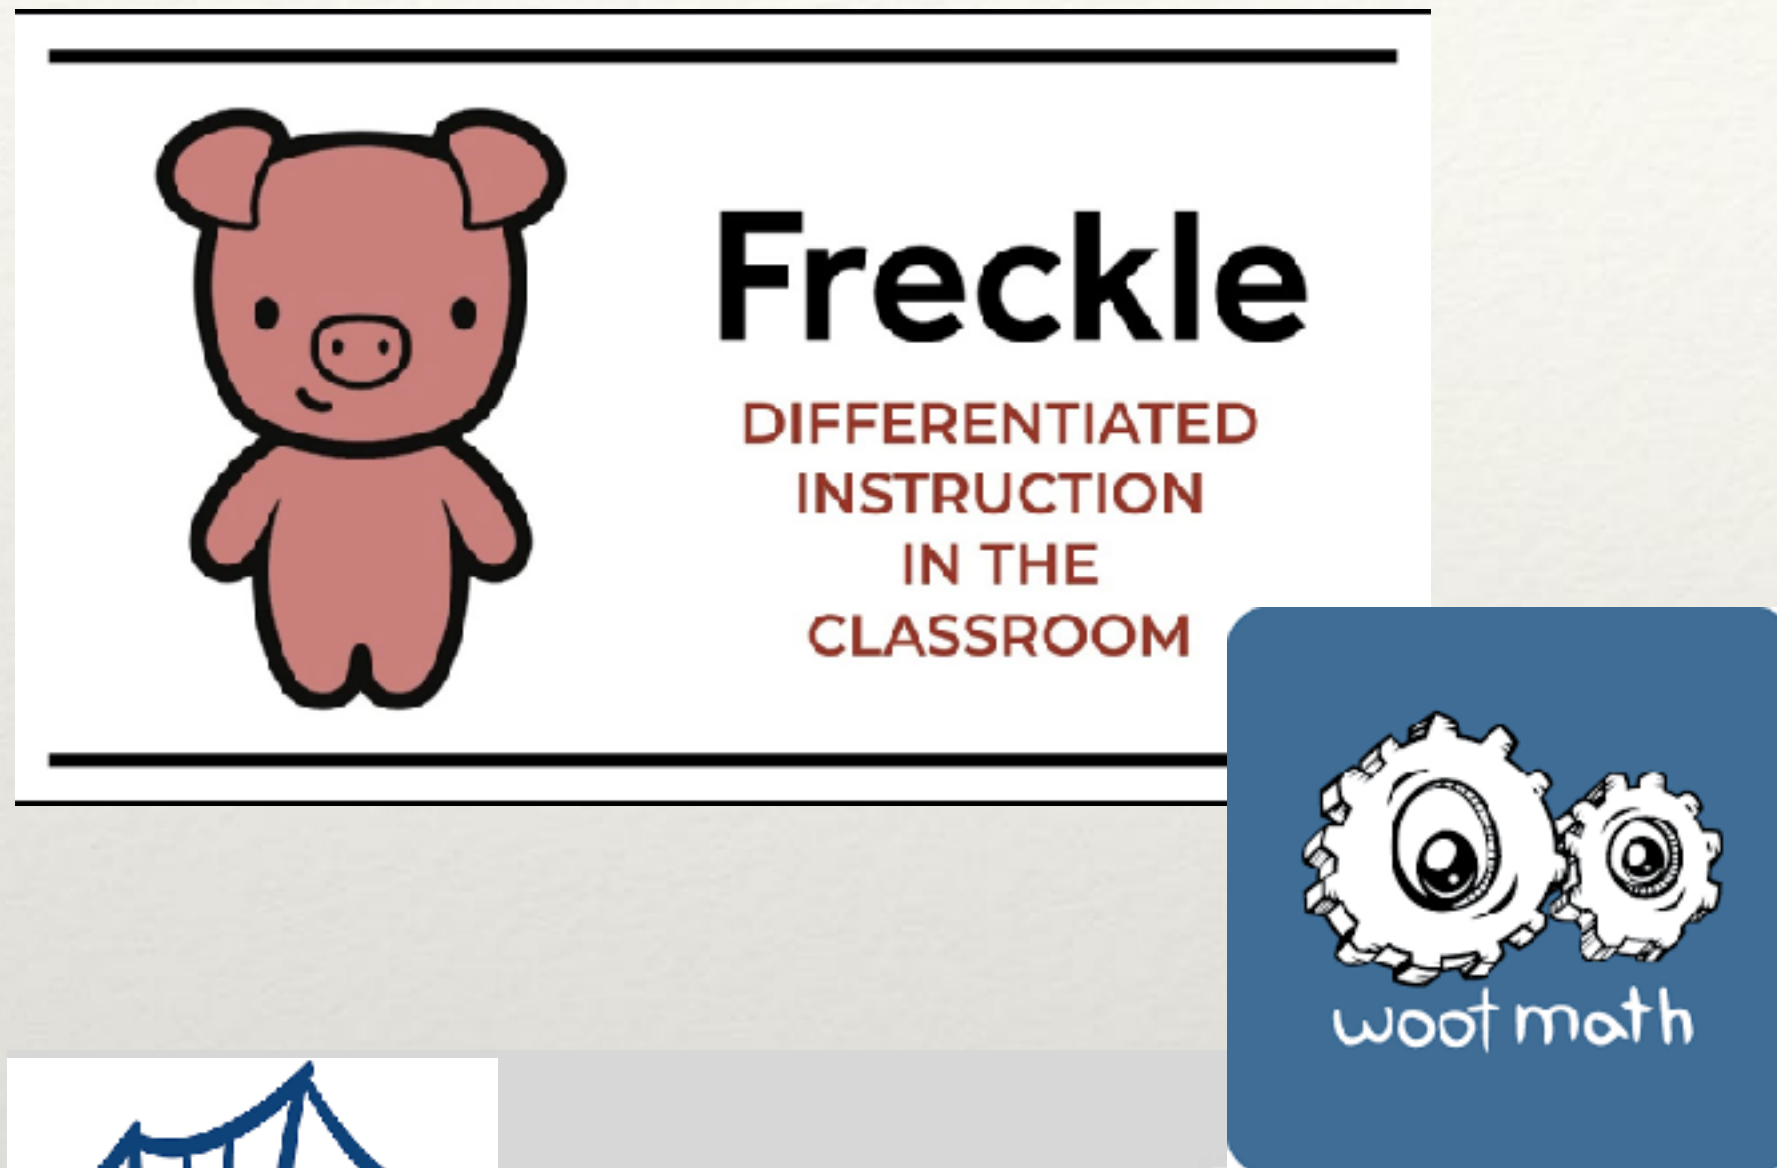 Freckle
DIFFERENTIATED
INSTRUCTION
IN THE
CLASSROOM
woot math